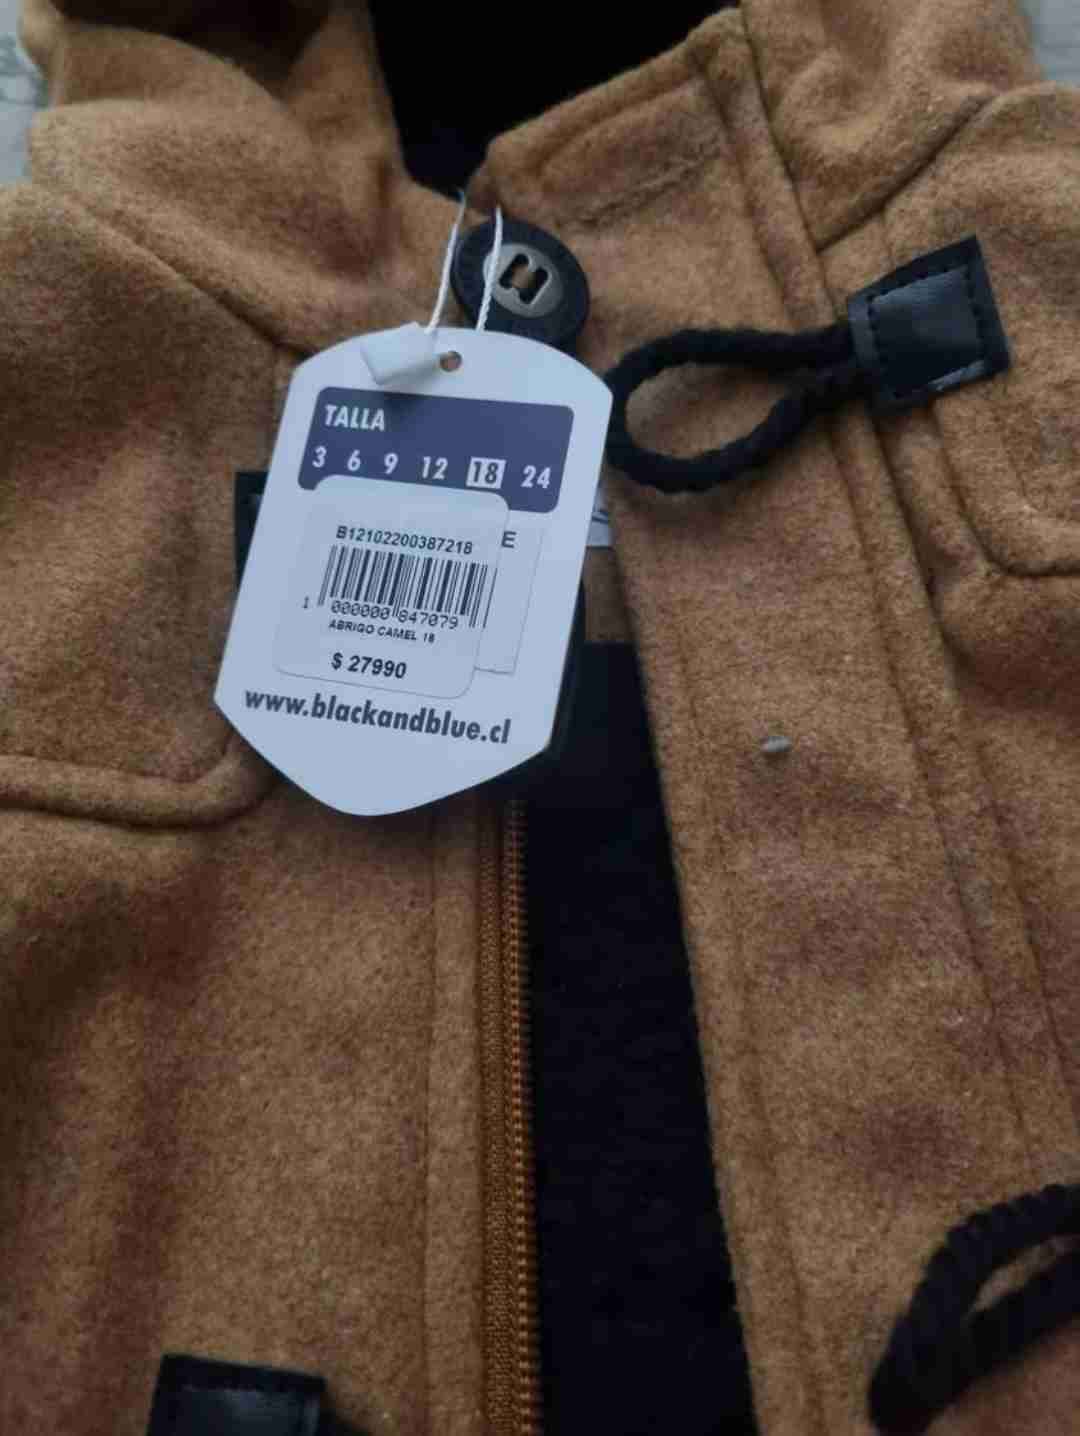 TALLA
3 6 9 12 18 24
E
B12102200387218
1 000000 847079
ABRIGO CAMEL 18
$ 27990
www.blackandblue.cl